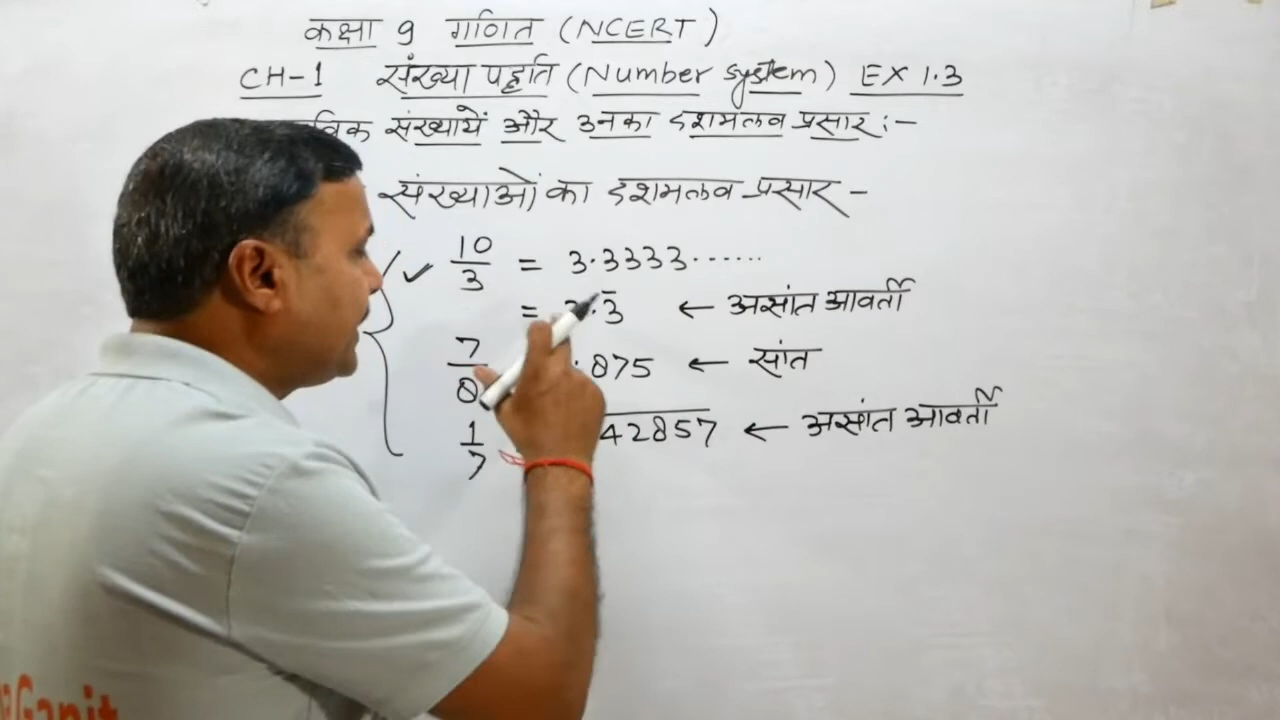 कक्षा 9 गणित (NCERT)
CH-1 संख्या पद्धति (Number system) EX 1.3
संख्यायें और उनका दशमलव प्रसार :-
संख्याओं का दशमलव प्रसार -
✓ 10/3 = 3.3333......
= 3.3̅ ← असांत आवर्ती
7/8 .875 ← सांत
1/7 42857 ← असांत आवर्ती